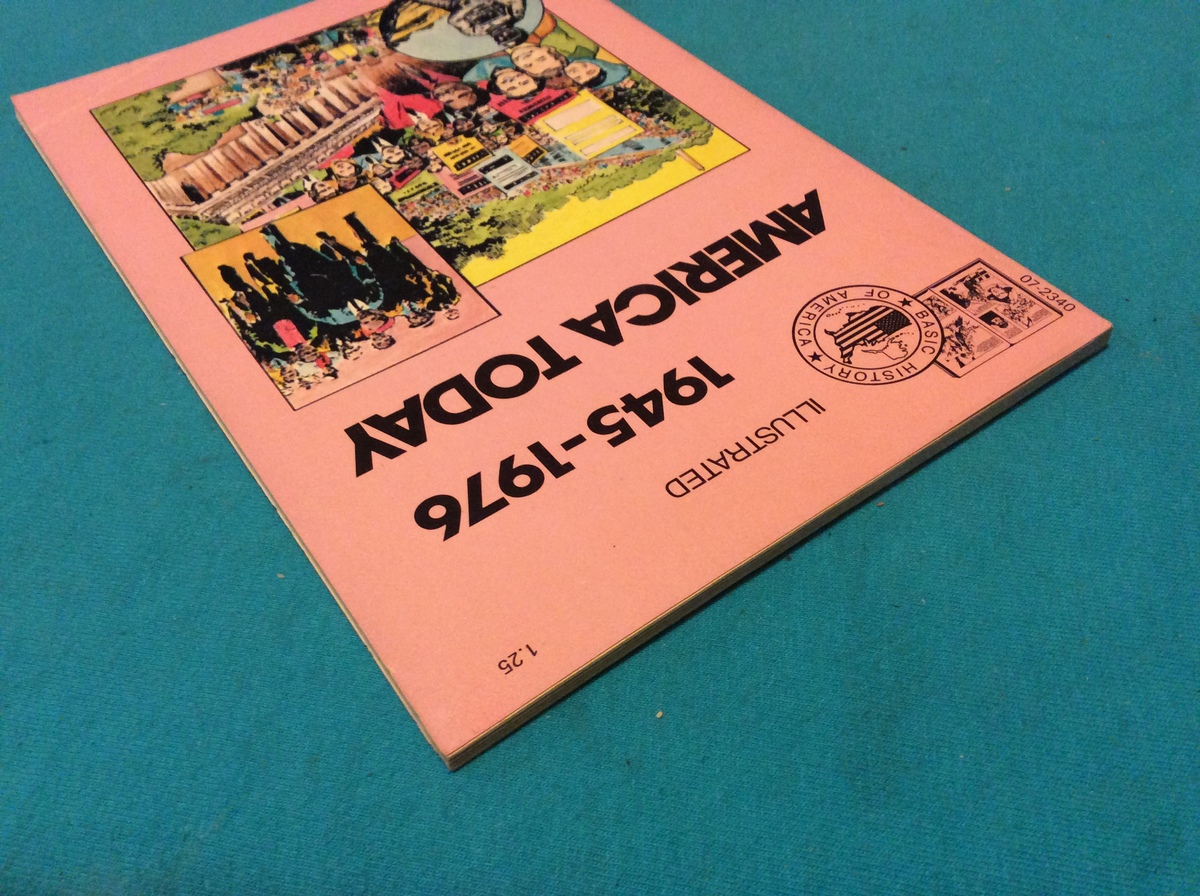 1.25
07-2340
BASIC HISTORY
OF AMERICA
ILLUSTRATED
1945-1976
AMERICA TODAY